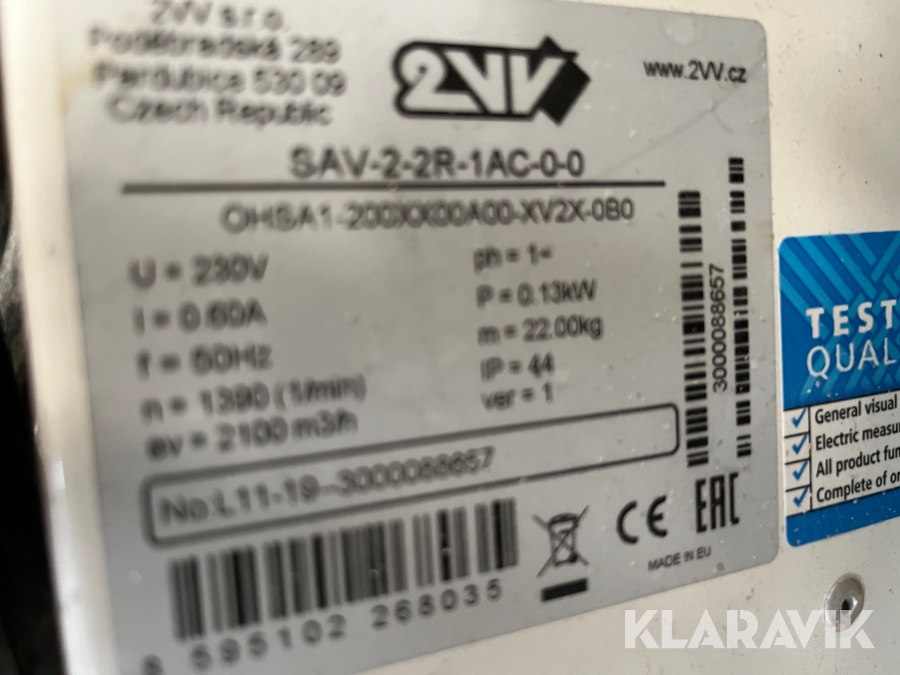 2VV s.r.o.
Poděbradská 289
Pardubice 530 09
Czech Republic
2VV
www.2VV.cz
SAV-2-2R-1AC-0-0
OHSA1-200XX00A00-XV2X-0B0
U = 230V
I = 0.60A
f = 50Hz
n = 1390 (1/min)
av = 2100 m3/h
ph = 1~
P = 0.13kW
m = 22.00kg
IP = 44
ver = 1
No:L11-19--3000088657
3000088657
CE
EAC
MADE IN EU
8 595102 268035
TEST
QUAL
General visual
Electric measu
All product fun
Complete of or
KLARAVIK